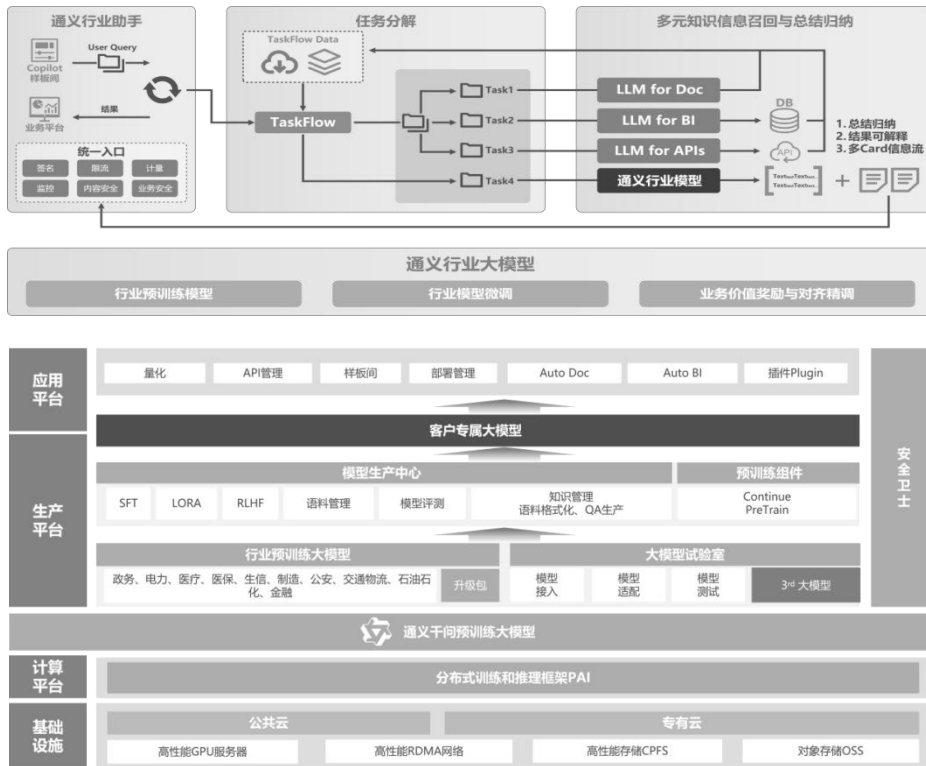 通义行业助手
任务分解
多元知识信息召回与总结归纳
Copilot
样板间
User Query
业务平台
结果
统一入口
签名
限流
计量
监控
内容安全
业务安全
TaskFlow Data
TaskFlow
Task1
Task2
Task3
Task4
LLM for Doc
LLM for BI
LLM for APIs
通义行业模型
DB
API
1. 总结归纳
2. 结果可解释
3. 多Card信息流
TextxxxTextxxx..
TextxxxTextxxx..
+
通义行业大模型
行业预训练模型
行业模型微调
业务价值奖励与对齐精调
应用
平台
量化
API管理
样板间
部署管理
Auto Doc
Auto BI
插件Plugin
客户专属大模型
安全卫士
生产
平台
模型生产中心
预训练组件
SFT
LORA
RLHF
语料管理
模型评测
知识管理
语料格式化、QA生产
Continue
PreTrain
行业预训练大模型
大模型试验室
政务、电力、医疗、医保、生信、制造、公安、交通物流、石油石
化、金融
升级包
模型
接入
模型
适配
模型
测试
3rd 大模型
通义千问预训练大模型
计算
平台
分布式训练和推理框架PAI
基础
设施
公共云
专有云
高性能GPU服务器
高性能RDMA网络
高性能存储CPFS
对象存储OSS